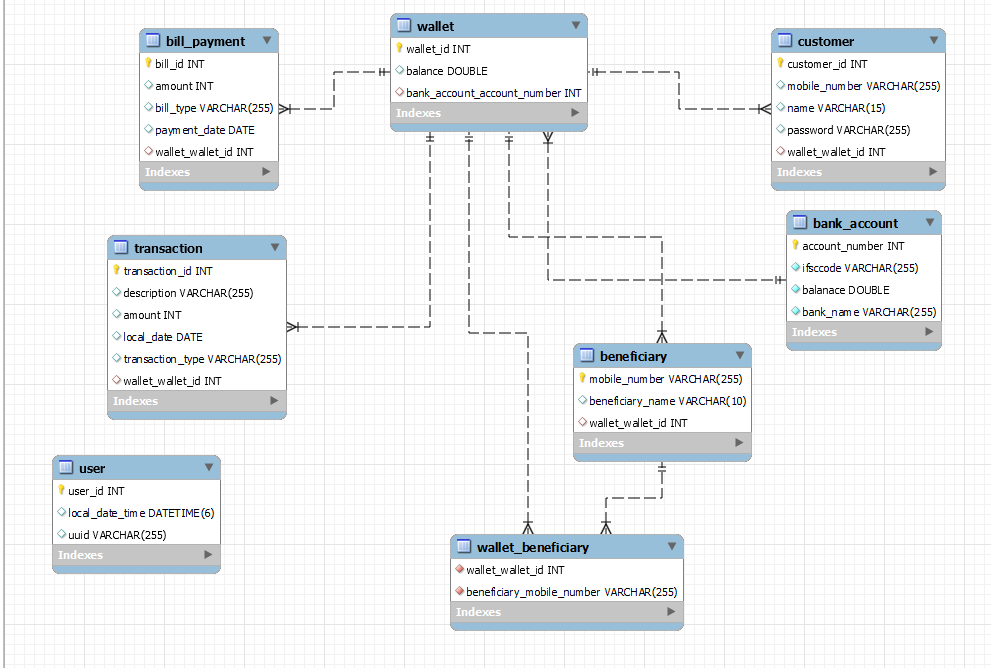 bill_payment
bill_id INT
amount INT
bill_type VARCHAR(255)
payment_date DATE
wallet_wallet_id INT
Indexes
wallet
wallet_id INT
balance DOUBLE
bank_account_account_number INT
Indexes
customer
customer_id INT
mobile_number VARCHAR(255)
name VARCHAR(15)
password VARCHAR(255)
wallet_wallet_id INT
Indexes
transaction
transaction_id INT
description VARCHAR(255)
amount INT
local_date DATE
transaction_type VARCHAR(255)
wallet_wallet_id INT
Indexes
bank_account
account_number INT
ifsccode VARCHAR(255)
balanace DOUBLE
bank_name VARCHAR(255)
Indexes
beneficiary
mobile_number VARCHAR(255)
beneficiary_name VARCHAR(10)
wallet_wallet_id INT
Indexes
user
user_id INT
local_date_time DATETIME(6)
uuid VARCHAR(255)
Indexes
wallet_beneficiary
wallet_wallet_id INT
beneficiary_mobile_number VARCHAR(255)
Indexes